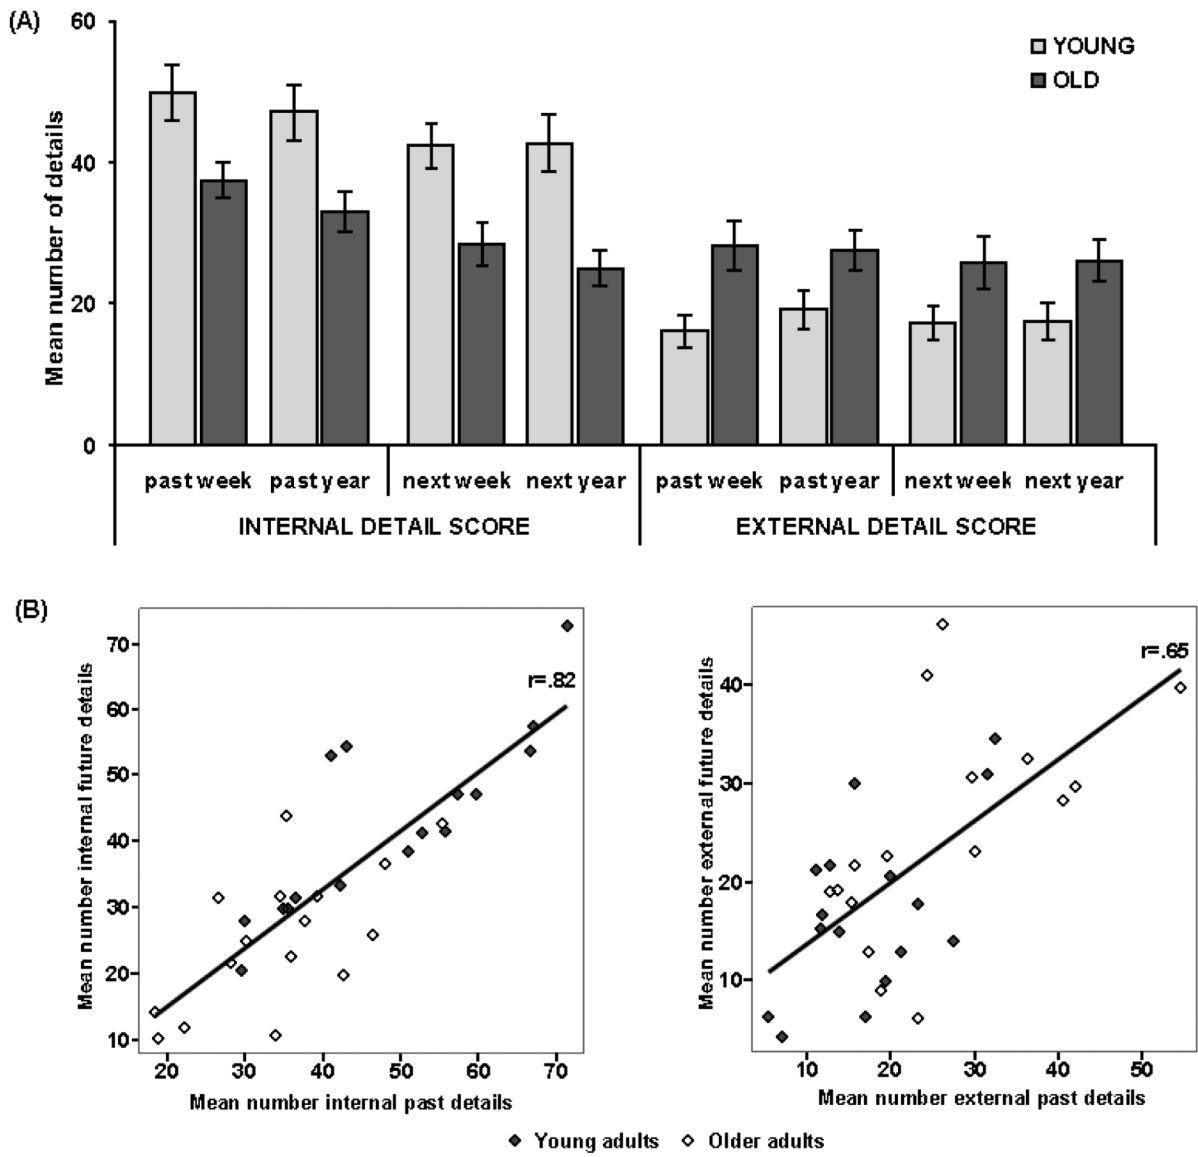 (A)
60
40
20
0
Mean number of details
YOUNG
OLD
past week past year next week next year past week past year next week next year
INTERNAL DETAIL SCORE EXTERNAL DETAIL SCORE
(B)
70
60
50
40
30
20
10
Mean number internal future details
r=.82
20 30 40 50 60 70
Mean number internal past details
40
30
20
10
Mean number external future details
r=.65
10 20 30 40 50
Mean number external past details
Young adults Older adults